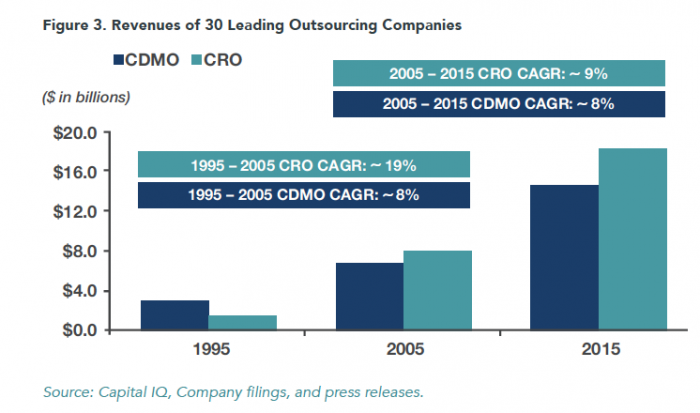 Figure 3. Revenues of 30 Leading Outsourcing Companies
CDMO CRO
2005 – 2015 CRO CAGR: ~ 9%
2005 – 2015 CDMO CAGR: ~ 8%
($ in billions)
$20.0
$16.0
$12.0
$8.0
$4.0
$0.0
1995 – 2005 CRO CAGR: ~ 19%
1995 – 2005 CDMO CAGR: ~ 8%
1995 2005 2015
Source: Capital IQ, Company filings, and press releases.